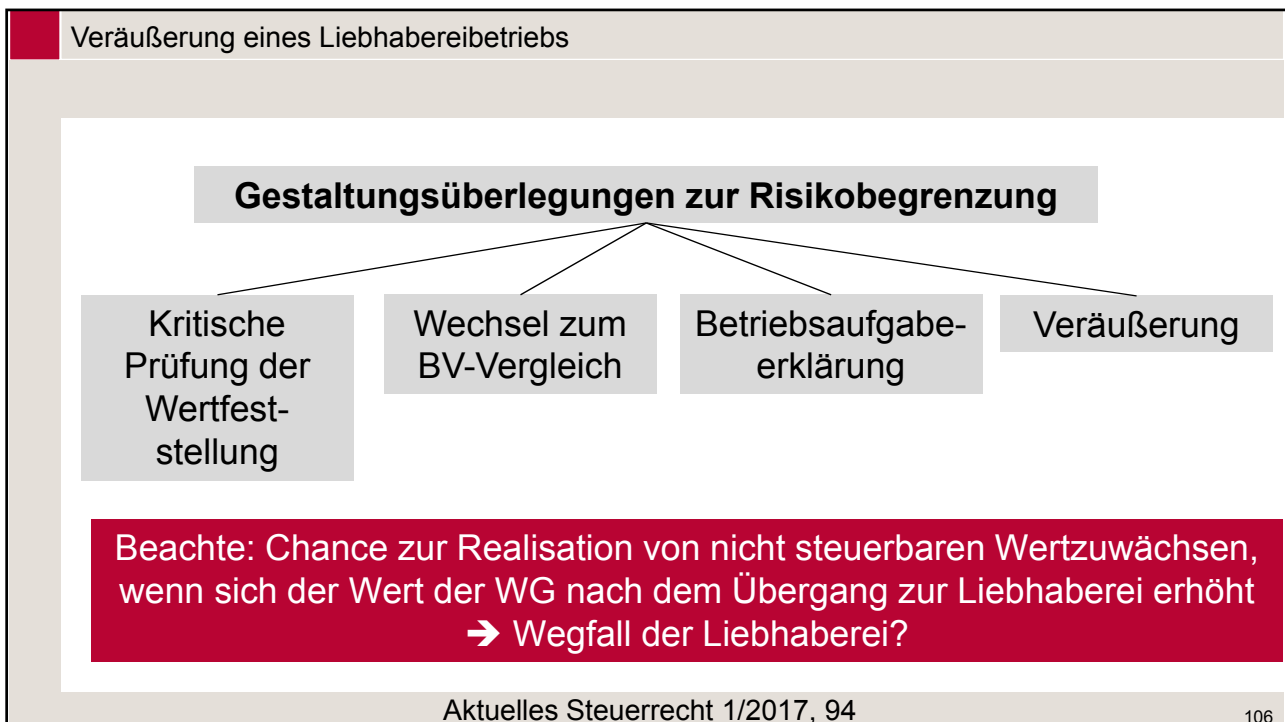 Veräußerung eines Liebhabereibetriebs
Gestaltungsüberlegungen zur Risikobegrenzung
Kritische
Prüfung der
Wertfest-
stellung
Wechsel zum
BV-Vergleich
Betriebsaufgabe-
erklärung
Veräußerung
Beachte: Chance zur Realisation von nicht steuerbaren Wertzuwächsen,
wenn sich der Wert der WG nach dem Übergang zur Liebhaberei erhöht
➔ Wegfall der Liebhaberei?
Aktuelles Steuerrecht 1/2017, 94
106